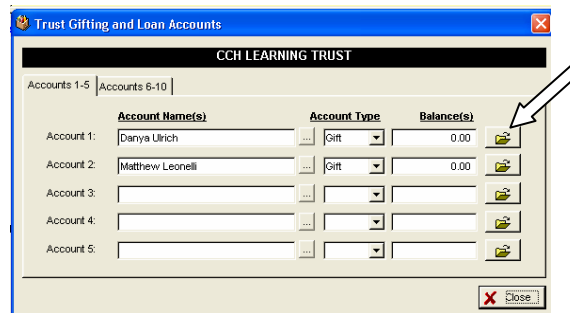 Trust Gifting and Loan Accounts
CCH LEARNING TRUST
Accounts 1-5 Accounts 6-10
Account Name(s) Account Type Balance(s)
Account 1: Danya Ulrich ... Gift 0.00
Account 2: Matthew Leonelli ... Gift 0.00
Account 3: ...
Account 4: ...
Account 5: ...
Close